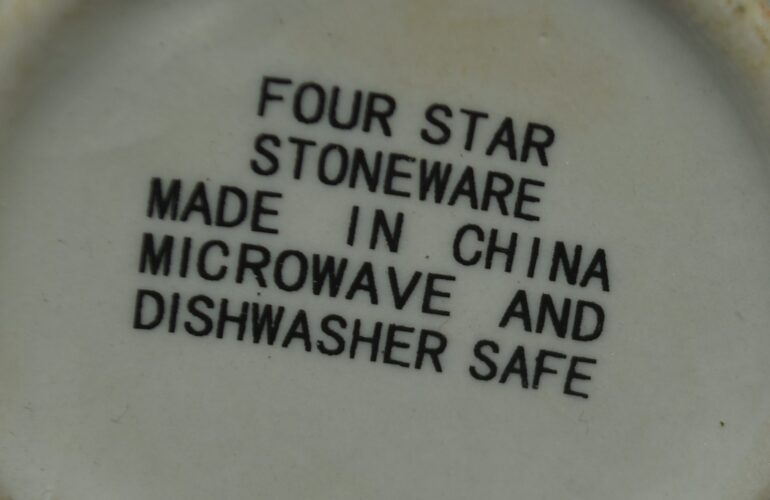 FOUR STAR
STONEWARE
MADE IN CHINA
MICROWAVE AND
DISHWASHER SAFE